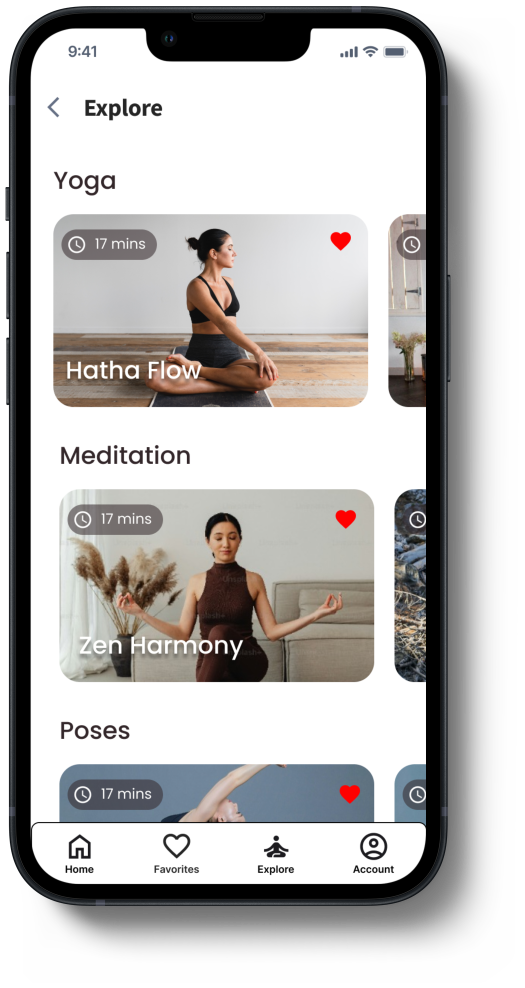 9:41
Explore
Yoga
17 mins
Hatha Flow
Meditation
17 mins
Zen Harmony
Poses
17 mins
Home
Favorites
Explore
Account